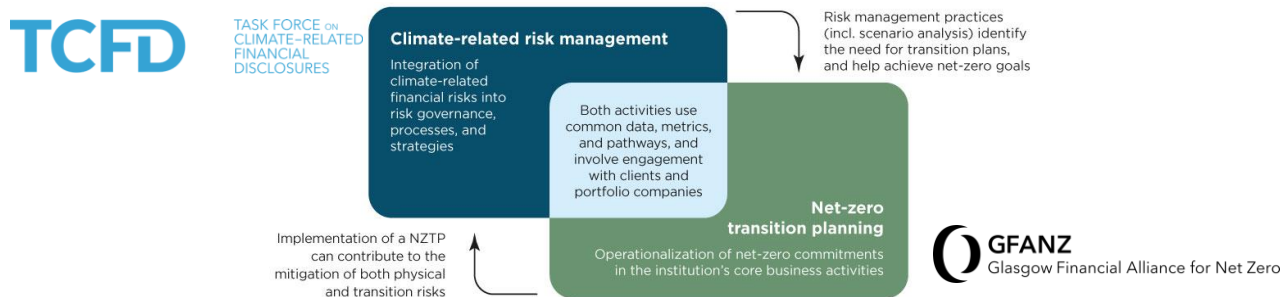 TCFD
TASK FORCE ON
CLIMATE-RELATED
FINANCIAL
DISCLOSURES
Climate-related risk management
Integration of
climate-related
financial risks into
risk governance,
processes, and
strategies
Risk management practices
(incl. scenario analysis) identify
the need for transition plans,
and help achieve net-zero goals
Both activities use
common data, metrics,
and pathways, and
involve engagement
with clients and
portfolio companies
Net-zero
transition planning
Operationalization of net-zero commitments
in the institution's core business activities
Implementation of a NZTP
can contribute to the
mitigation of both physical
and transition risks
GFANZ
Glasgow Financial Alliance for Net Zero